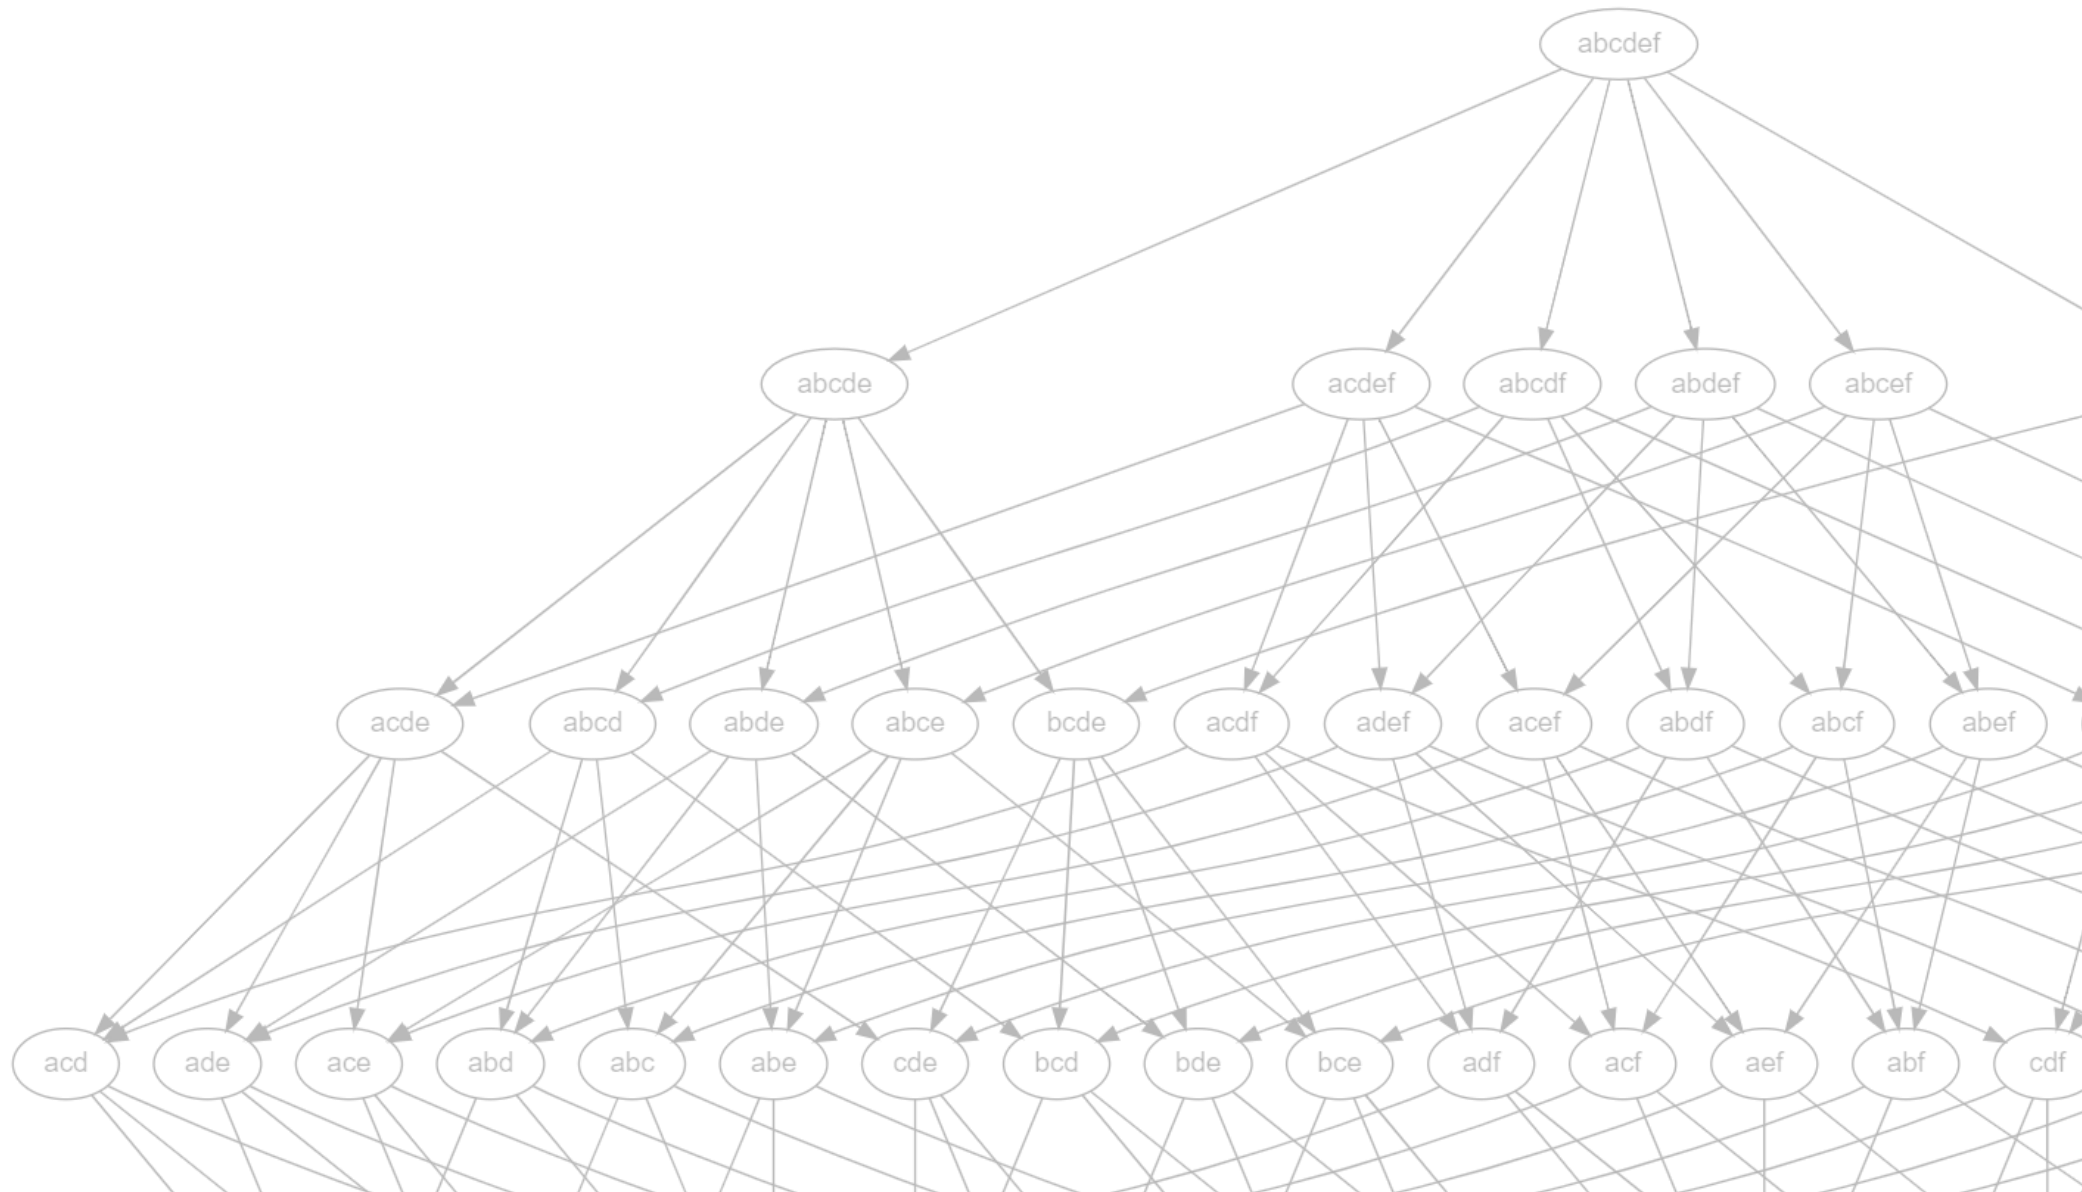 abcdef
abcde acdef abcdf abdef abcef
acde abcd abde abce bcde acdf adef acef abdf abcf abef
acd ade ace abd abc abe cde bcd bde bce adf acf aef abf cdf